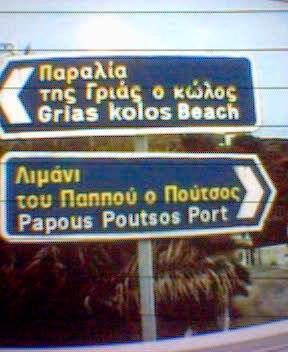 Παραλία
της Γριάς ο κώλος
Grias kolos Beach
Λιμάνι
του Παππού ο Πούτσος
Papous Poutsos Port